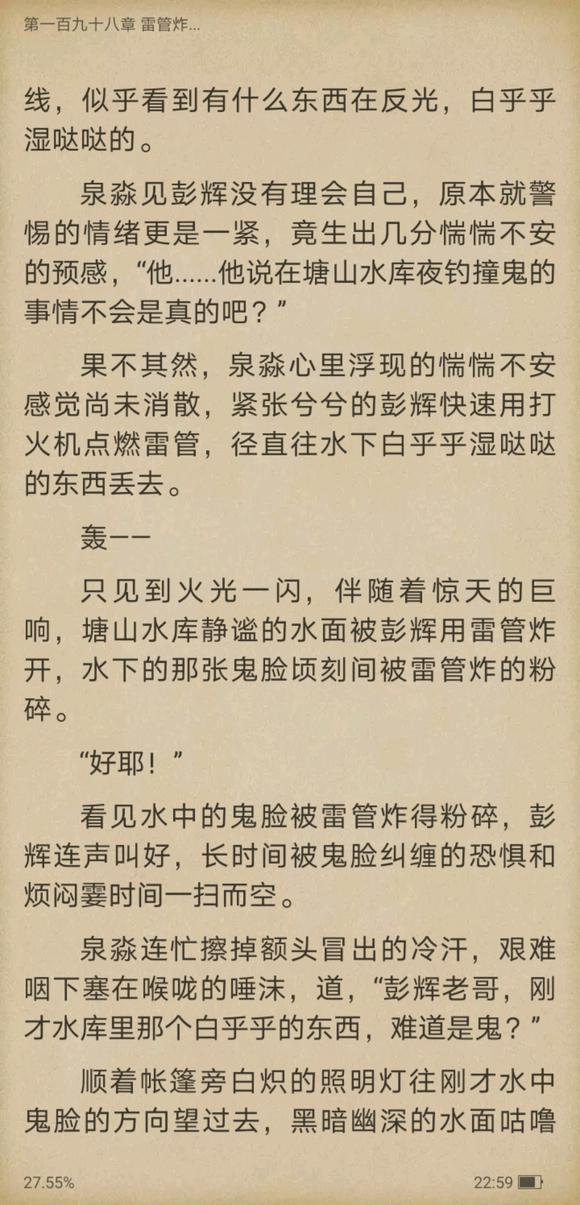 第一百九十八章 雷管炸...
线，似乎看到有什么东西在反光，白乎乎
湿哒哒的。
泉淼见彭辉没有理会自己，原本就警
惕的情绪更是一紧，竟生出几分惴惴不安
的预感，“他......他说在塘山水库夜钓撞鬼的
事情不会是真的吧？”
果不其然，泉淼心里浮现的惴惴不安
感觉尚未消散，紧张兮兮的彭辉快速用打
火机点燃雷管，径直往水下白乎乎湿哒哒
的东西丢去。
轰——
只见到火光一闪，伴随着惊天的巨
响，塘山水库静谧的水面被彭辉用雷管炸
开，水下的那张鬼脸顷刻间被雷管炸的粉
碎。
“好耶！”
看见水中的鬼脸被雷管炸得粉碎，彭
辉连声叫好，长时间被鬼脸纠缠的恐惧和
烦闷霎时间一扫而空。
泉淼连忙擦掉额头冒出的冷汗，艰难
咽下塞在喉咙的唾沫，道，“彭辉老哥，刚
才水库里那个白乎乎的东西，难道是鬼？”
顺着帐篷旁白炽的照明灯往刚才水中
鬼脸的方向望过去，黑暗幽深的水面咕噜
27.55%
22:59